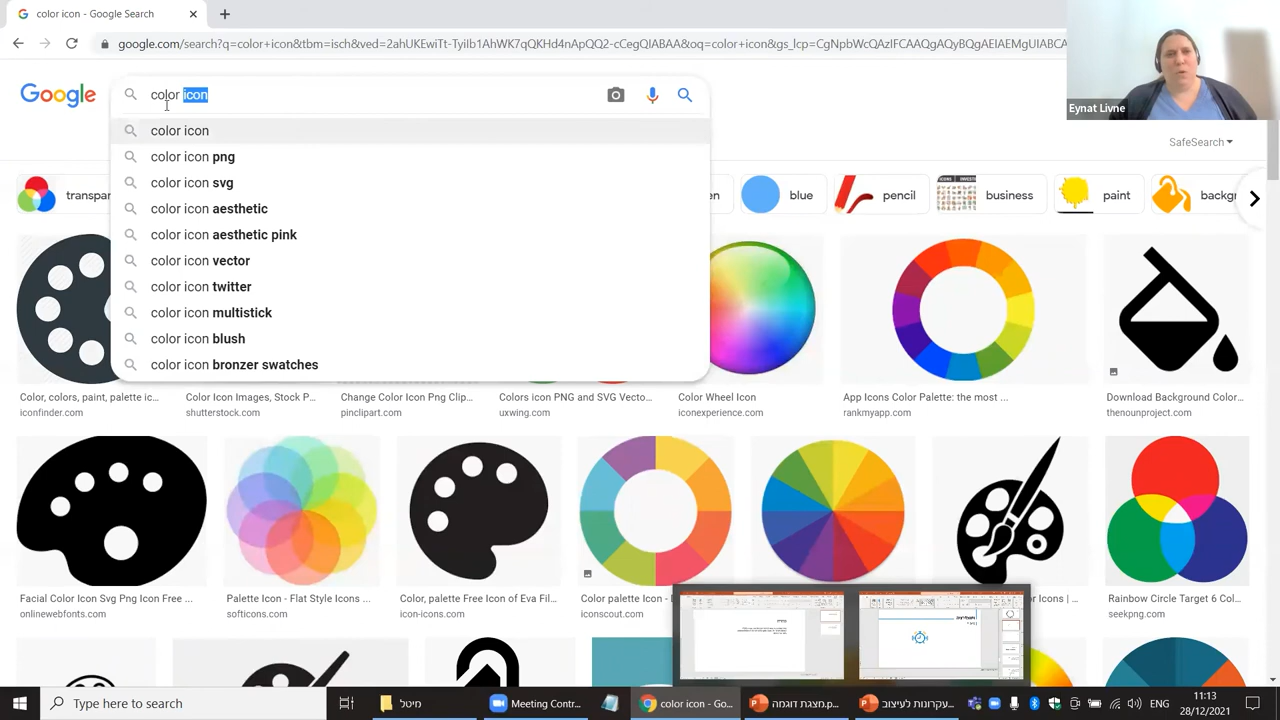 color icon - Google Search
google.com/search?q=color+icon&tbm=isch&ved=2ahUKEwiTt-TyiIb1AhWK7qQKHd4nApQQ2-cCegQIABAA&oq=color+icon&gs_lcp=CgNpbWcQAzIFCAAQgAQyBQgAEIAEMgUIABCA
Eynat Livne
Google
color icon
SafeSearch
color icon
color icon png
color icon svg
color icon aesthetic
color icon aesthetic pink
color icon vector
color icon twitter
color icon multistick
color icon blush
color icon bronzer swatches
transpar
en
blue
pencil
business
paint
backgr
Color, colors, paint, palette ic...
iconfinder.com
Color Icon Images, Stock P...
shutterstock.com
Change Color Icon Png Clip...
pinclipart.com
Colors icon PNG and SVG Vecto...
uxwing.com
Color Wheel Icon
iconexperience.com
App Icons Color Palette: the most ...
rankmyapp.com
Download Background Color...
thenounproject.com
Facial Color Icon Svg Png Icon Free ...
onlinewebfonts.com
Palette Icon - Flat Style Icons ...
softicons.com
Color, palette Free Icon of Eva Fil...
icon-icons.com
Color palette Icon -
iconscout.com
Icons | ...
Rainbow Circle Target 6 Col...
seekpng.com
Type here to search
מיטל
Meeting Contr...
color icon - Go...
מצגת דוגמה.p...
עקרונות לעיצוב...
ENG
11:13
28/12/2021